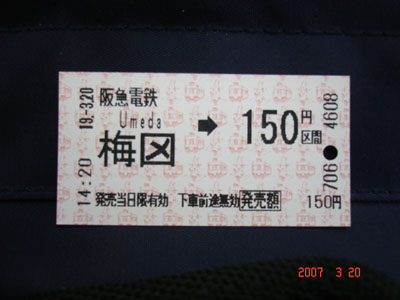 阪急電鉄
Umeda
梅図 ➡ 150円区間
発売当日限有効 下車前途無効 発売額 150円
19.-3.20
14:20
4608
706
2007 3 20